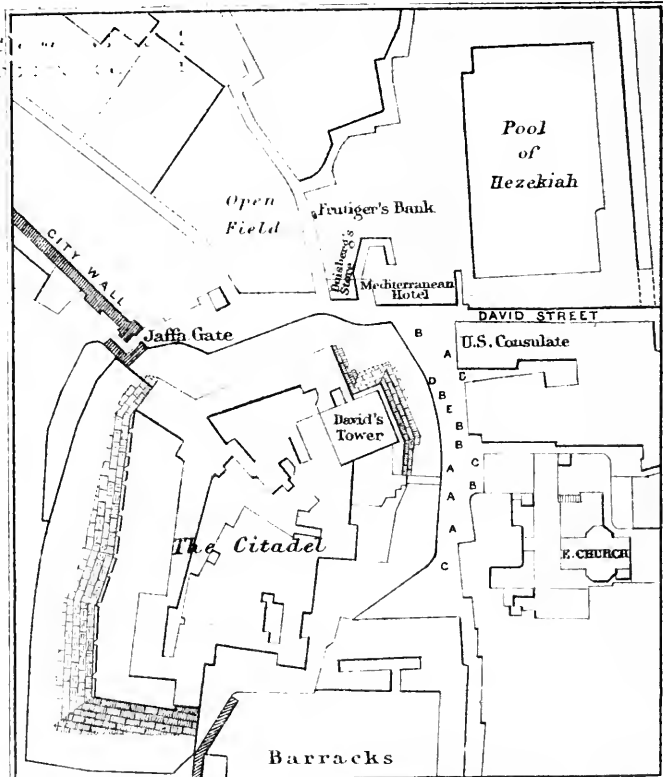 Pool
of
Hezekiah
Open
Field
Frutiger's Bank
Duisberg's
Store
Mediterranean
Hotel
CITY WALL
DAVID STREET
Jaffa Gate
U.S. Consulate
B
A
C
D
B
E
B
B
David's
Tower
A
C
B
A
A
The Citadel
E. CHURCH
C
Barracks